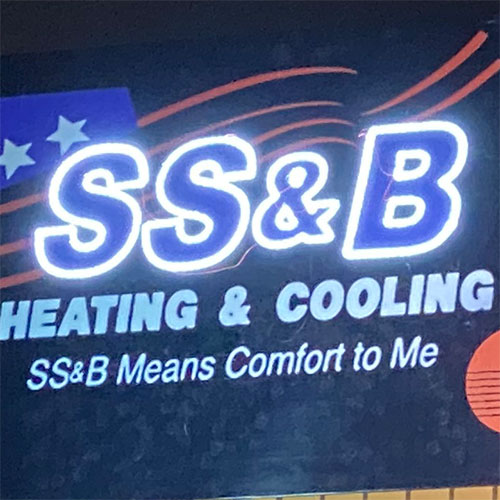 SS&B
HEATING & COOLING
SS&B Means Comfort to Me